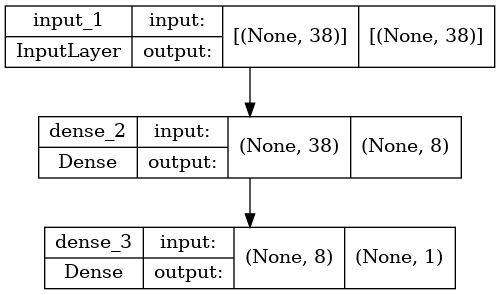 input_1 input: [(None, 38)] [(None, 38)]
InputLayer output:
dense_2 input: (None, 38) (None, 8)
Dense output:
dense_3 input: (None, 8) (None, 1)
Dense output: